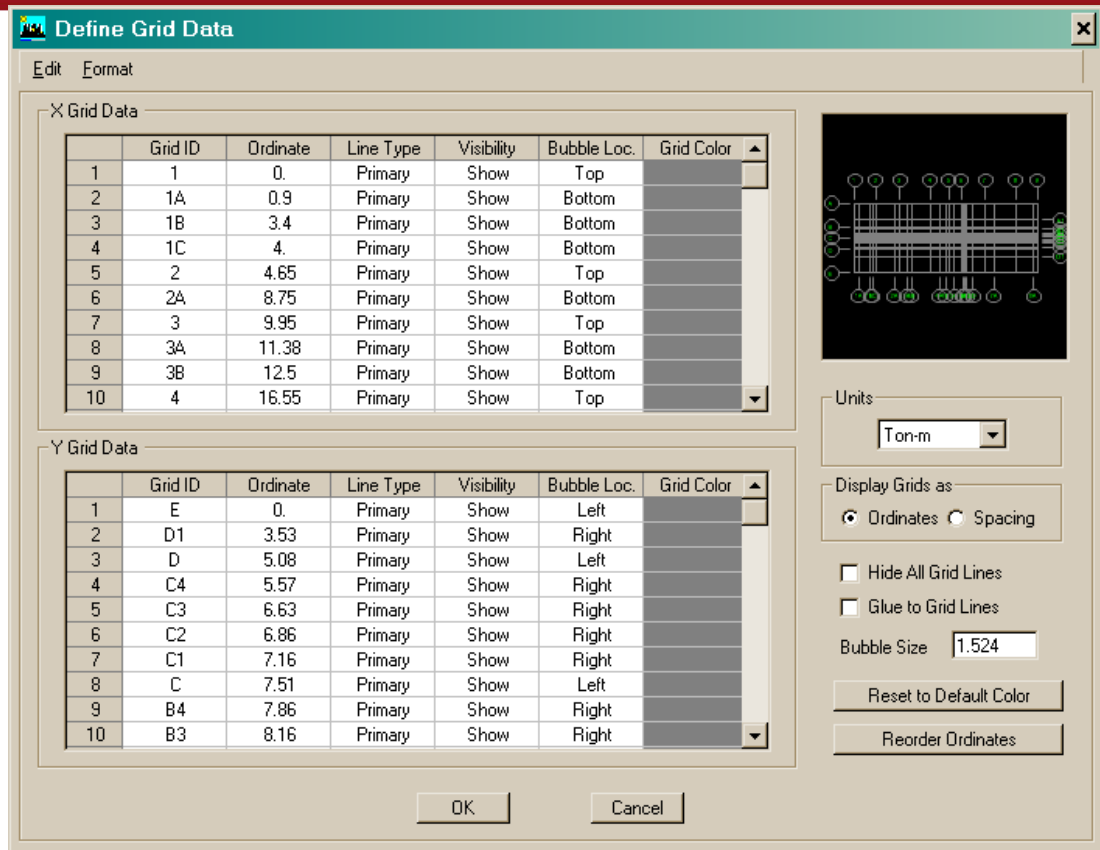 Define Grid Data
Edit Format
X Grid Data
Grid ID Ordinate Line Type Visibility Bubble Loc. Grid Color
1 1 0. Primary Show Top
2 1A 0.9 Primary Show Bottom
3 1B 3.4 Primary Show Bottom
4 1C 4. Primary Show Bottom
5 2 4.65 Primary Show Top
6 2A 8.75 Primary Show Bottom
7 3 9.95 Primary Show Top
8 3A 11.38 Primary Show Bottom
9 3B 12.5 Primary Show Bottom
10 4 16.55 Primary Show Top
Y Grid Data
Grid ID Ordinate Line Type Visibility Bubble Loc. Grid Color
1 E 0. Primary Show Left
2 D1 3.53 Primary Show Right
3 D 5.08 Primary Show Left
4 C4 5.57 Primary Show Right
5 C3 6.63 Primary Show Right
6 C2 6.86 Primary Show Right
7 C1 7.16 Primary Show Right
8 C 7.51 Primary Show Left
9 B4 7.86 Primary Show Right
10 B3 8.16 Primary Show Right
Units
Ton-m
Display Grids as
Ordinates Spacing
Hide All Grid Lines
Glue to Grid Lines
Bubble Size 1.524
Reset to Default Color
Reorder Ordinates
OK Cancel